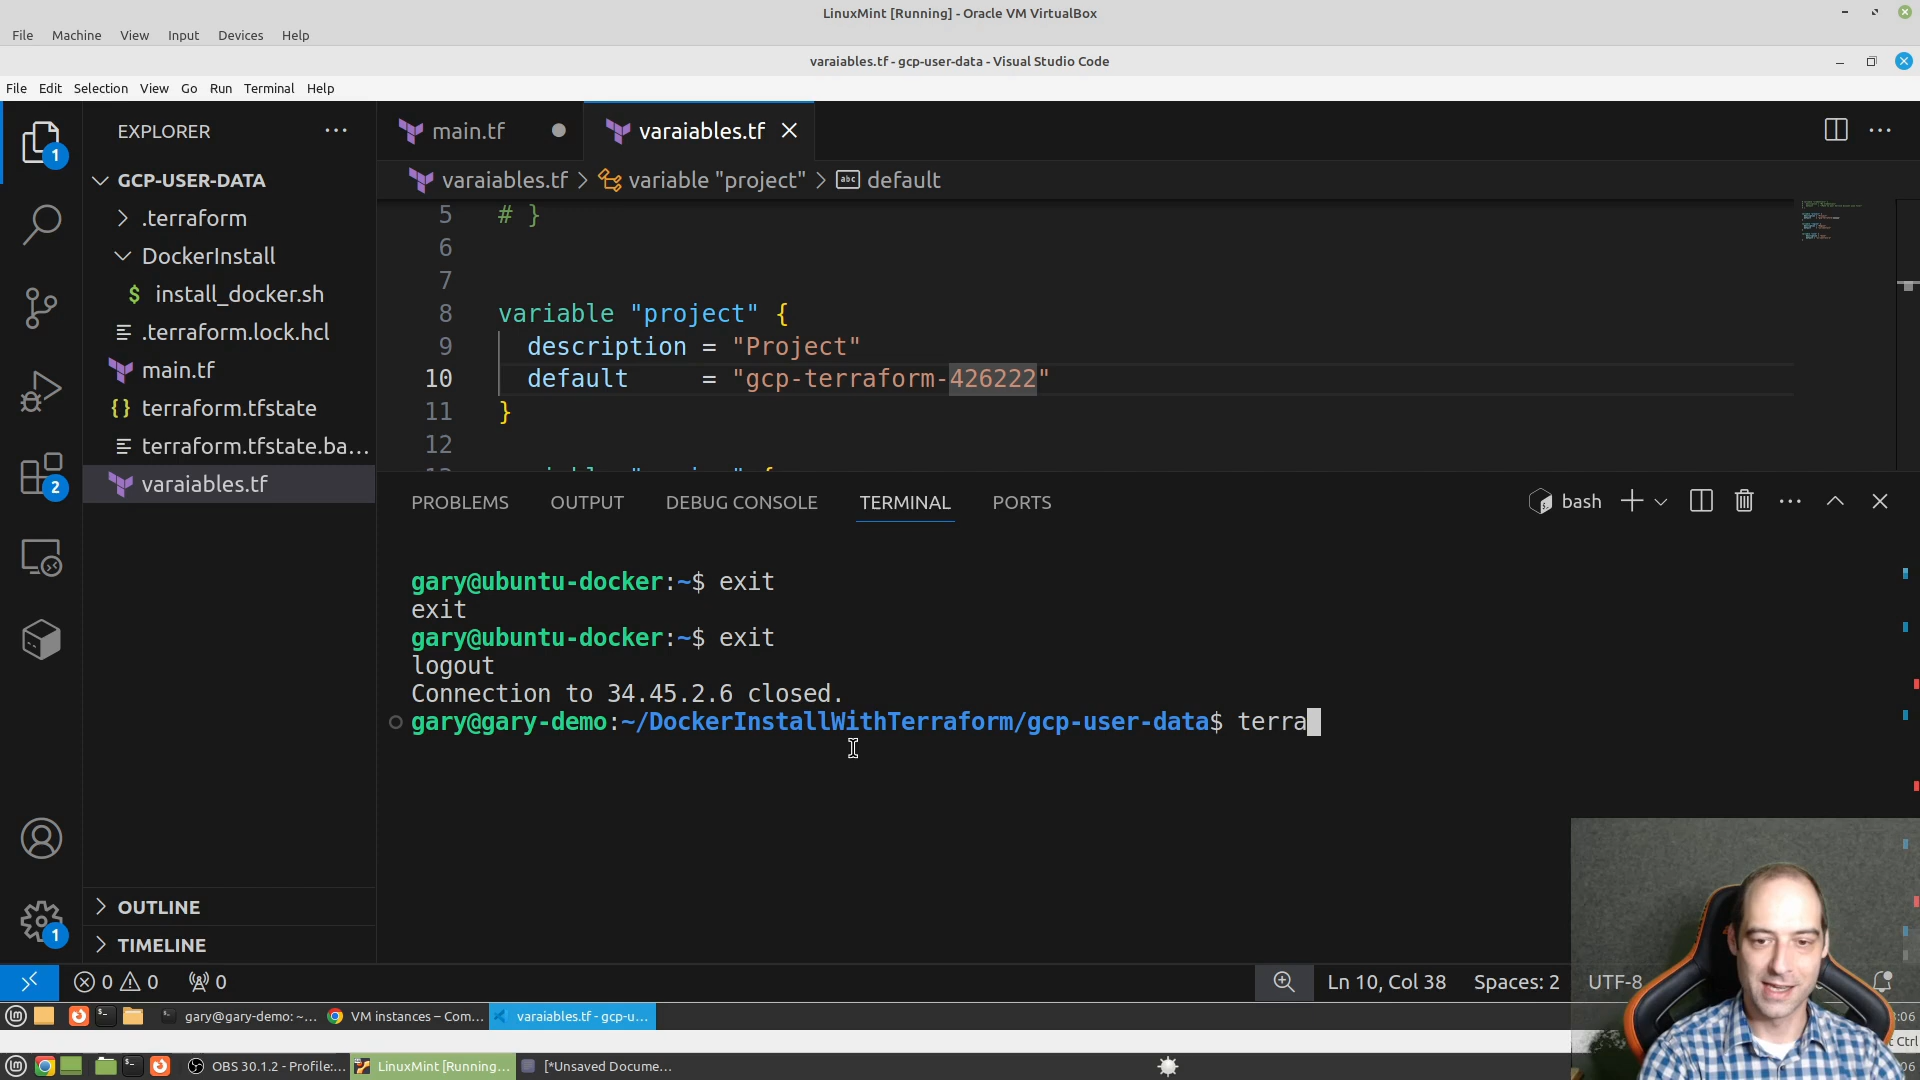 LinuxMint [Running] - Oracle VM VirtualBox
File Machine View Input Devices Help
varaiables.tf - gcp-user-data - Visual Studio Code
File Edit Selection View Go Run Terminal Help
EXPLORER
main.tf
varaiables.tf
1
GCP-USER-DATA
varaiables.tf > variable "project" > abc default
.terraform
DockerInstall
install_docker.sh
.terraform.lock.hcl
main.tf
terraform.tfstate
terraform.tfstate.ba...
varaiables.tf
2
5 # }
6
7
8 variable "project" {
9 description = "Project"
10 default = "gcp-terraform-426222"
11 }
12
PROBLEMS OUTPUT DEBUG CONSOLE TERMINAL PORTS
bash
gary@ubuntu-docker:~$ exit
exit
gary@ubuntu-docker:~$ exit
logout
Connection to 34.45.2.6 closed.
gary@gary-demo:~/DockerInstallWithTerraform/gcp-user-data$ terra
OUTLINE
1
TIMELINE
0 0 0
Ln 10, Col 38 Spaces: 2 UTF-8
gary@gary-demo: ~... VM instances – Com... varaiables.tf - gcp-u...
:06
t Ctrl
OBS 30.1.2 - Profile:... LinuxMint [Running... [*Unsaved Docume...
:06